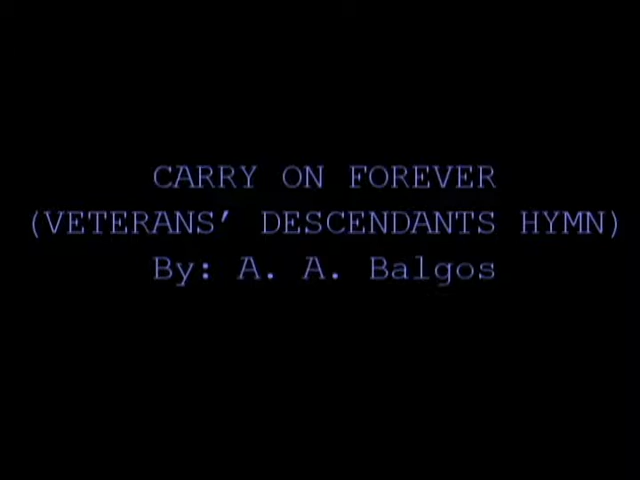 CARRY ON FOREVER
(VETERANS' DESCENDANTS HYMN)
By: A. A. Balgos